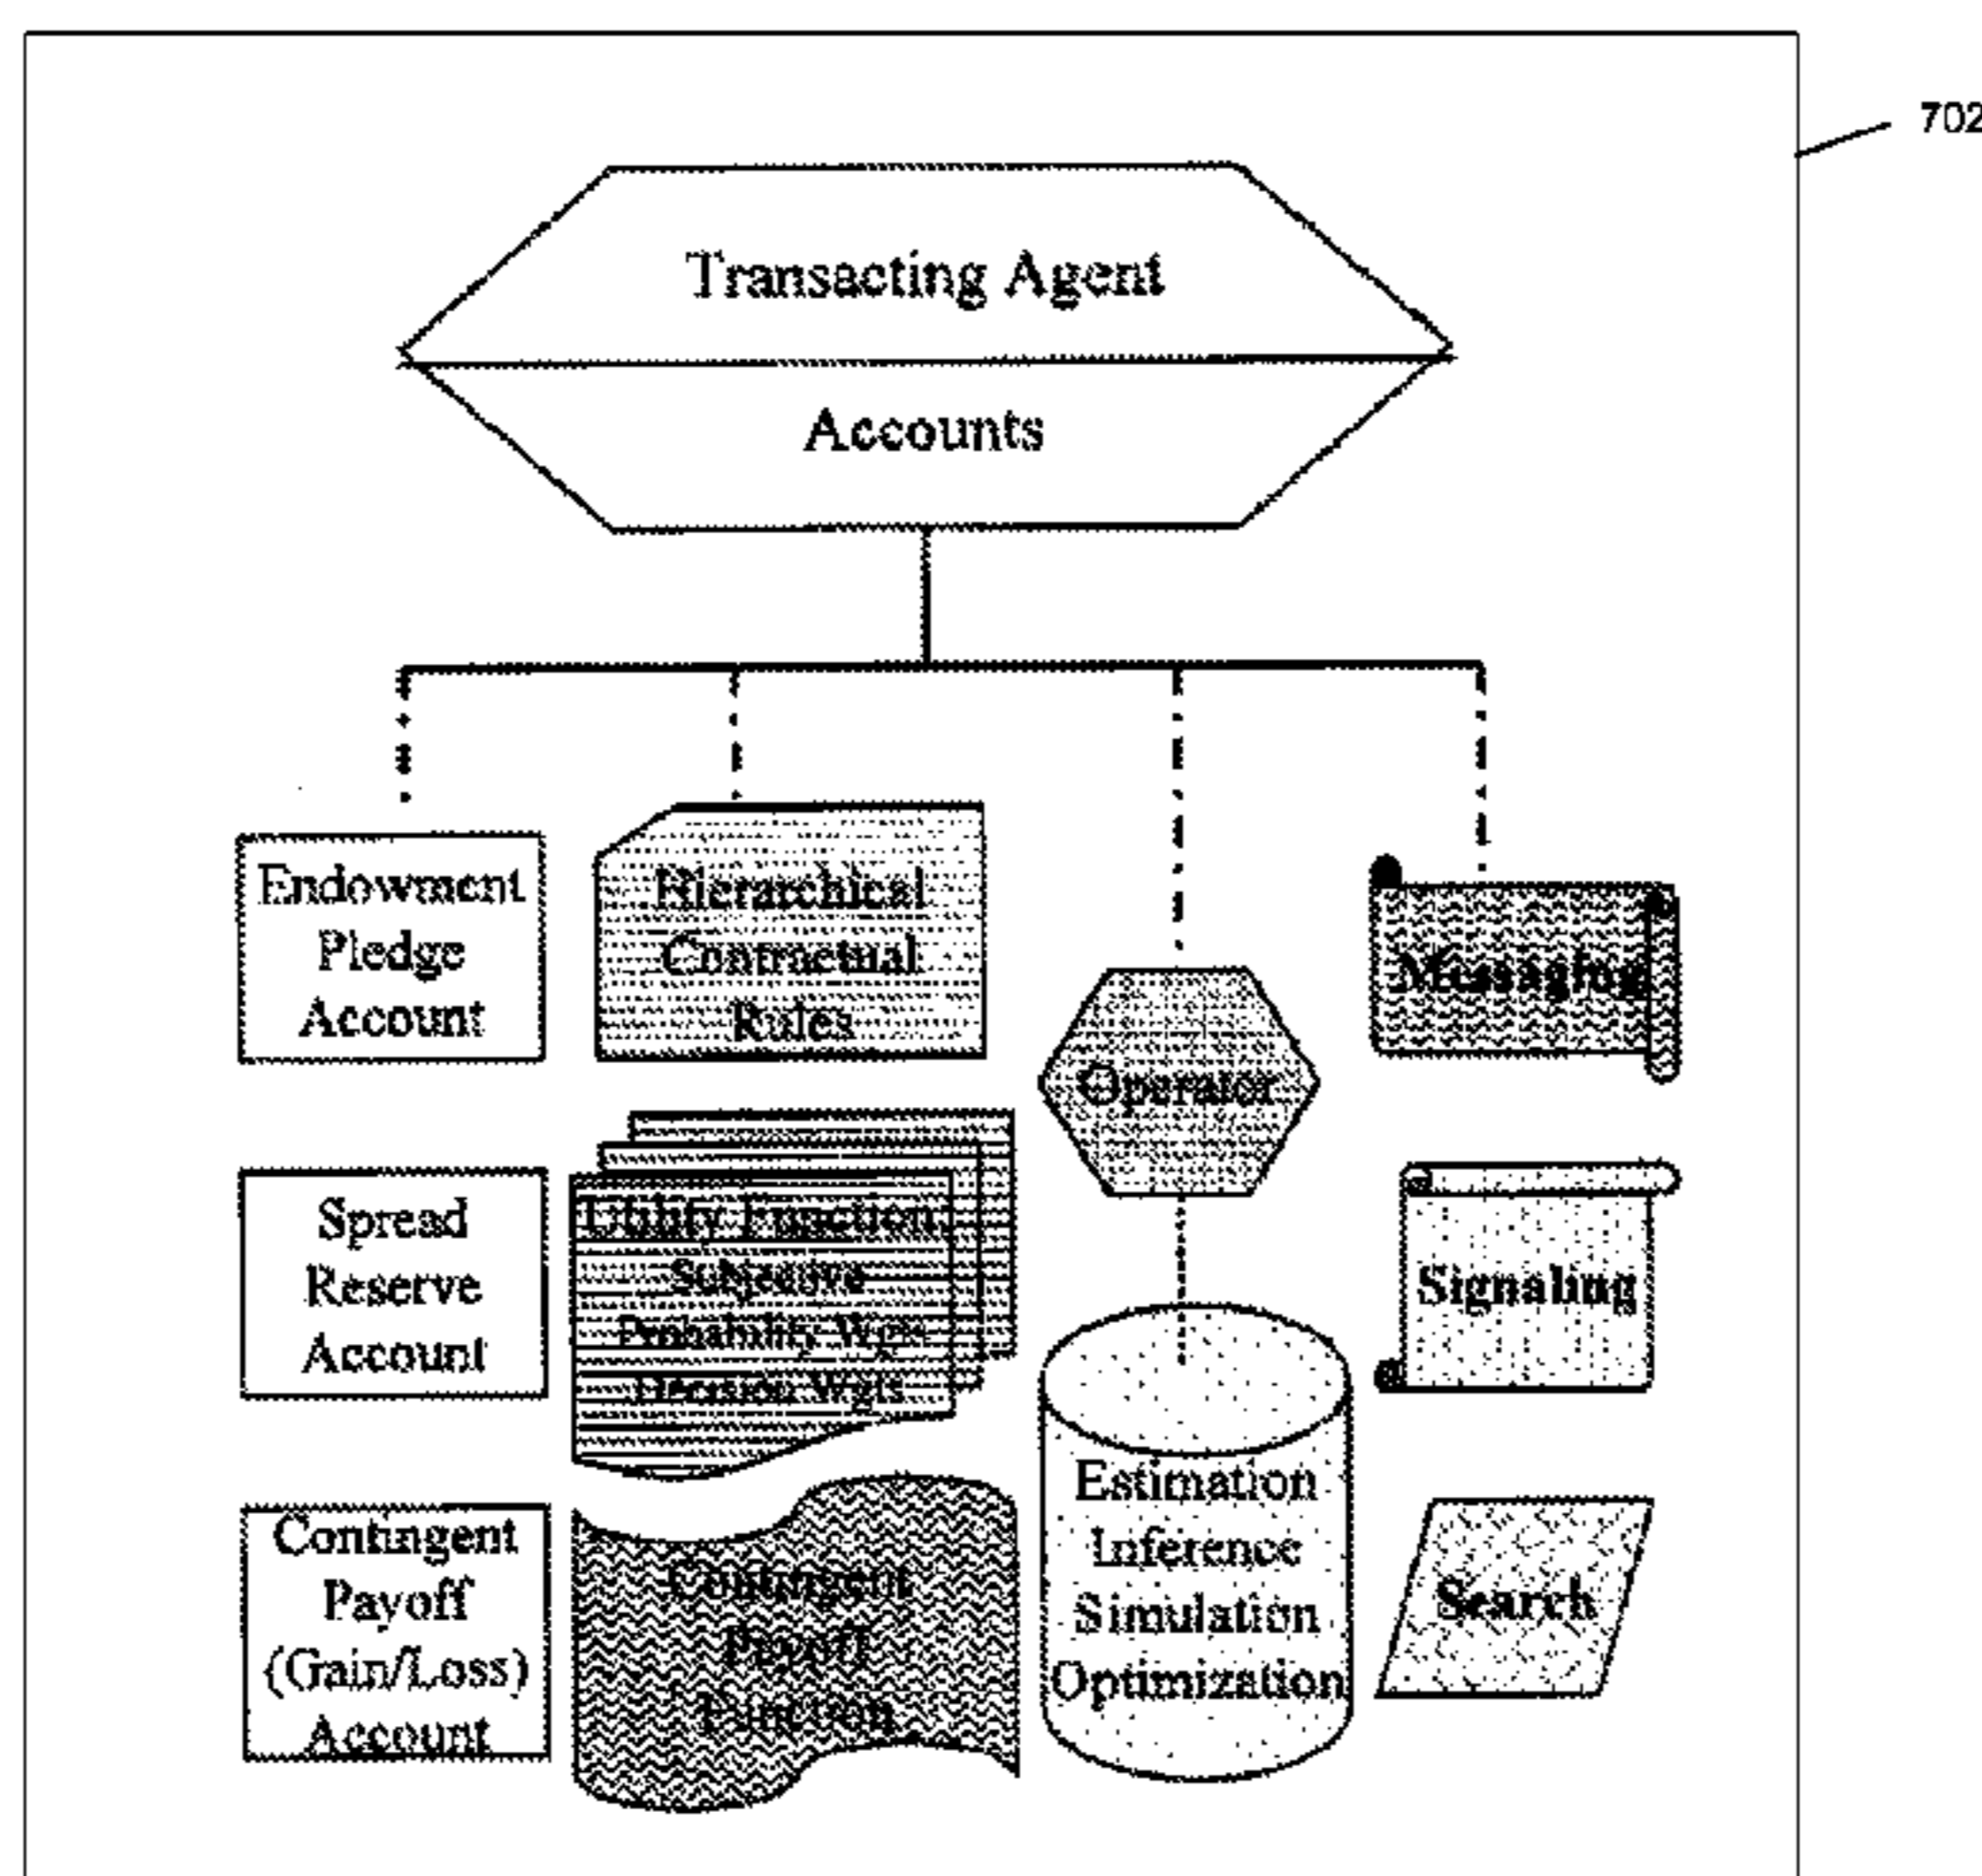 702
Transacting Agent
Accounts
Endowment
Pledge
Account
Hierarchical
Contractual
Rules
Operator
Messaging
Spread
Reserve
Account
Utility Function
Subjective
Probability Wgts
Decision Wgts
Signaling
Contingent
Payoff
(Gain/Loss)
Account
Contingent
Payoff
Function
Estimation
Inference
Simulation
Optimization
Search